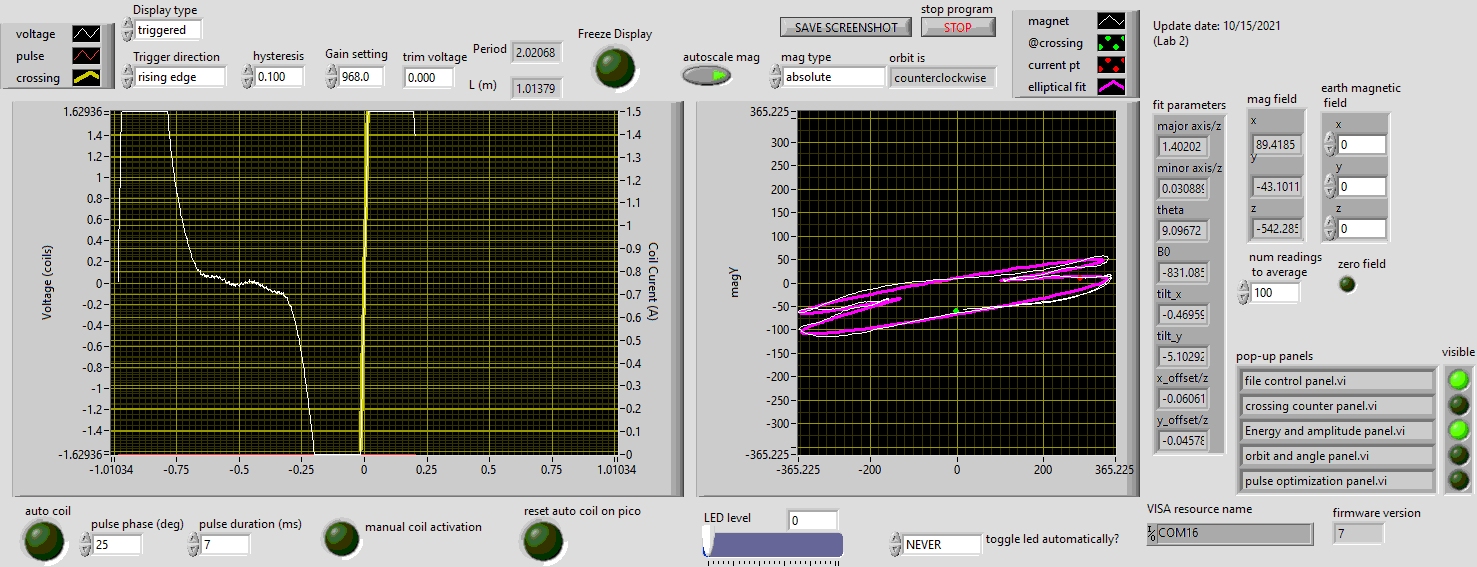 voltage
pulse
crossing
Display type
triggered
Trigger direction
rising edge
hysteresis
0.100
Gain setting
968.0
trim voltage
0.000
Period
2.02068
L (m)
1.01379
Freeze Display
SAVE SCREENSHOT
stop program
STOP
autoscale mag
mag type
absolute
orbit is
counterclockwise
magnet
@crossing
current pt
elliptical fit
Update date: 10/15/2021
(Lab 2)
Voltage (coils)
1.62936
1.4
1.2
1
0.8
0.6
0.4
0.2
0
-0.2
-0.4
-0.6
-0.8
-1
-1.2
-1.4
-1.62936
-1.01034
-0.75
-0.5
-0.25
0
0.25
0.5
0.75
1.01034
1.5
1.4
1.3
1.2
1.1
1
0.9
0.8
0.7
0.6
0.5
0.4
0.3
0.2
0.1
0
Coil Current (A)
magy
365.225
300
250
200
150
100
50
0
-50
-100
-150
-200
-250
-300
-365.225
-365.225
-200
0
200
365.225
fit parameters
major axis/z
1.40202
minor axis/z
0.03088
theta
9.09672
B0
-831.085
tilt_x
-0.4695
tilt_y
-5.1029
x_offset/z
-0.06061
y_offset/z
-0.04578
mag field
x
89.4185
y
-43.1011
z
-542.285
earth magnetic
field
x
0
y
0
z
0
num readings
to average
100
zero field
pop-up panels
visible
file control panel.vi
crossing counter panel.vi
Energy and amplitude panel.vi
orbit and angle panel.vi
pulse optimization panel.vi
auto coil
pulse phase (deg)
25
pulse duration (ms)
7
manual coil activation
reset auto coil on pico
LED level
0
NEVER
toggle led automatically?
VISA resource name
COM16
firmware version
7